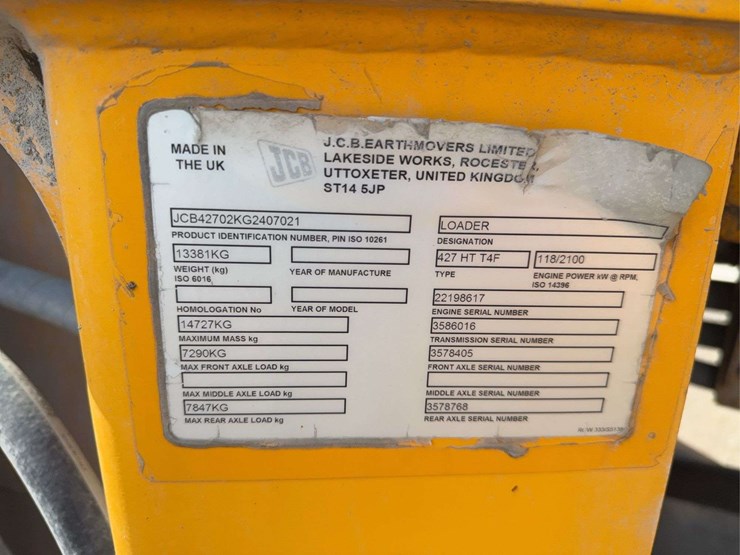 MADE IN
THE UK
JCB
J.C.B.EARTHMOVERS LIMITED
LAKESIDE WORKS, ROCESTE
UTTOXETER, UNITED KINGDOM
ST14 5JP
JCB42702KG2407021
PRODUCT IDENTIFICATION NUMBER, PIN ISO 10261
13381KG
WEIGHT (kg)
ISO 6016
YEAR OF MANUFACTURE
HOMOLOGATION No
YEAR OF MODEL
14727KG
MAXIMUM MASS kg
7290KG
MAX FRONT AXLE LOAD kg
MAX MIDDLE AXLE LOAD kg
7847KG
MAX REAR AXLE LOAD kg
LOADER
DESIGNATION
427 HT T4F
TYPE
118/2100
ENGINE POWER kW @ RPM,
ISO 14396
22198617
ENGINE SERIAL NUMBER
3586016
TRANSMISSION SERIAL NUMBER
3578405
FRONT AXLE SERIAL NUMBER
MIDDLE AXLE SERIAL NUMBER
3578768
REAR AXLE SERIAL NUMBER